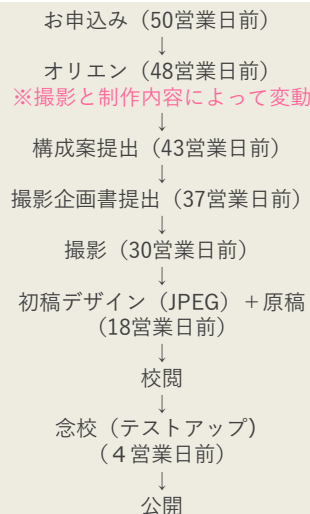 お申込み（50営業日前）
↓
オリエン（48営業日前）
※撮影と制作内容によって変動
↓
構成案提出（43営業日前）
↓
撮影企画書提出（37営業日前）
↓
撮影（30営業日前）
↓
初稿デザイン（JPEG）＋原稿
（18営業日前）
↓
校閲
↓
念校（テストアップ)
（４営業日前）
↓
公開